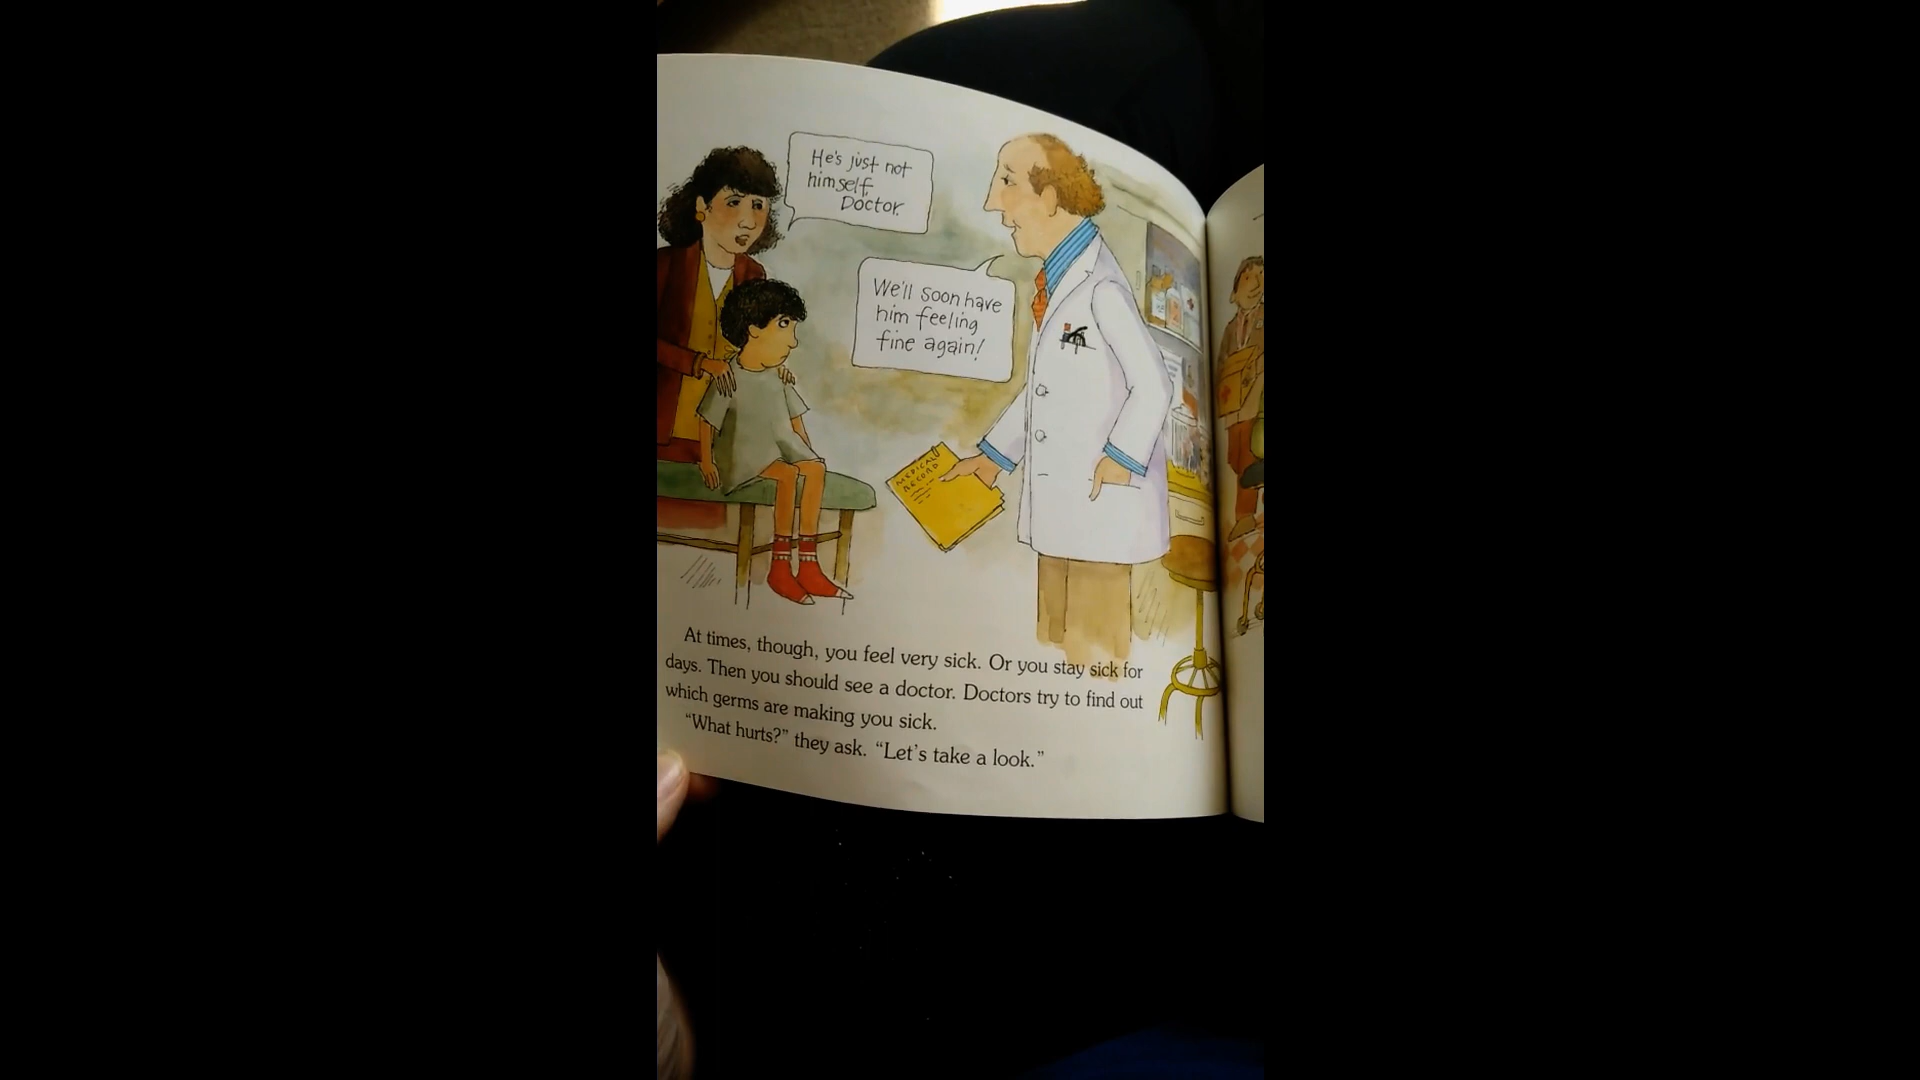 He's just not
himself,
Doctor.
We'll soon have
him feeling
fine again!
MEDICAL
RECORD
At times, though, you feel very sick. Or you stay sick for
days. Then you should see a doctor. Doctors try to find out
which germs are making you sick.
“What hurts?” they ask. “Let’s take a look.”